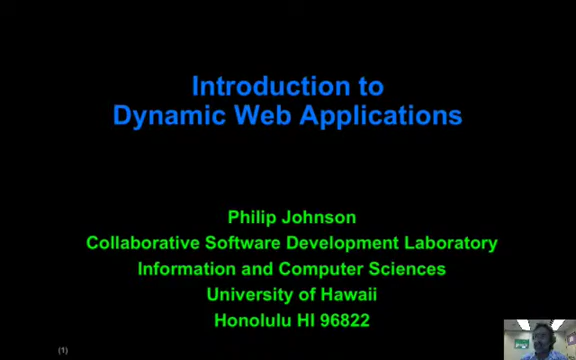 Introduction to
Dynamic Web Applications
Philip Johnson
Collaborative Software Development Laboratory
Information and Computer Sciences
University of Hawaii
Honolulu HI 96822
(1)